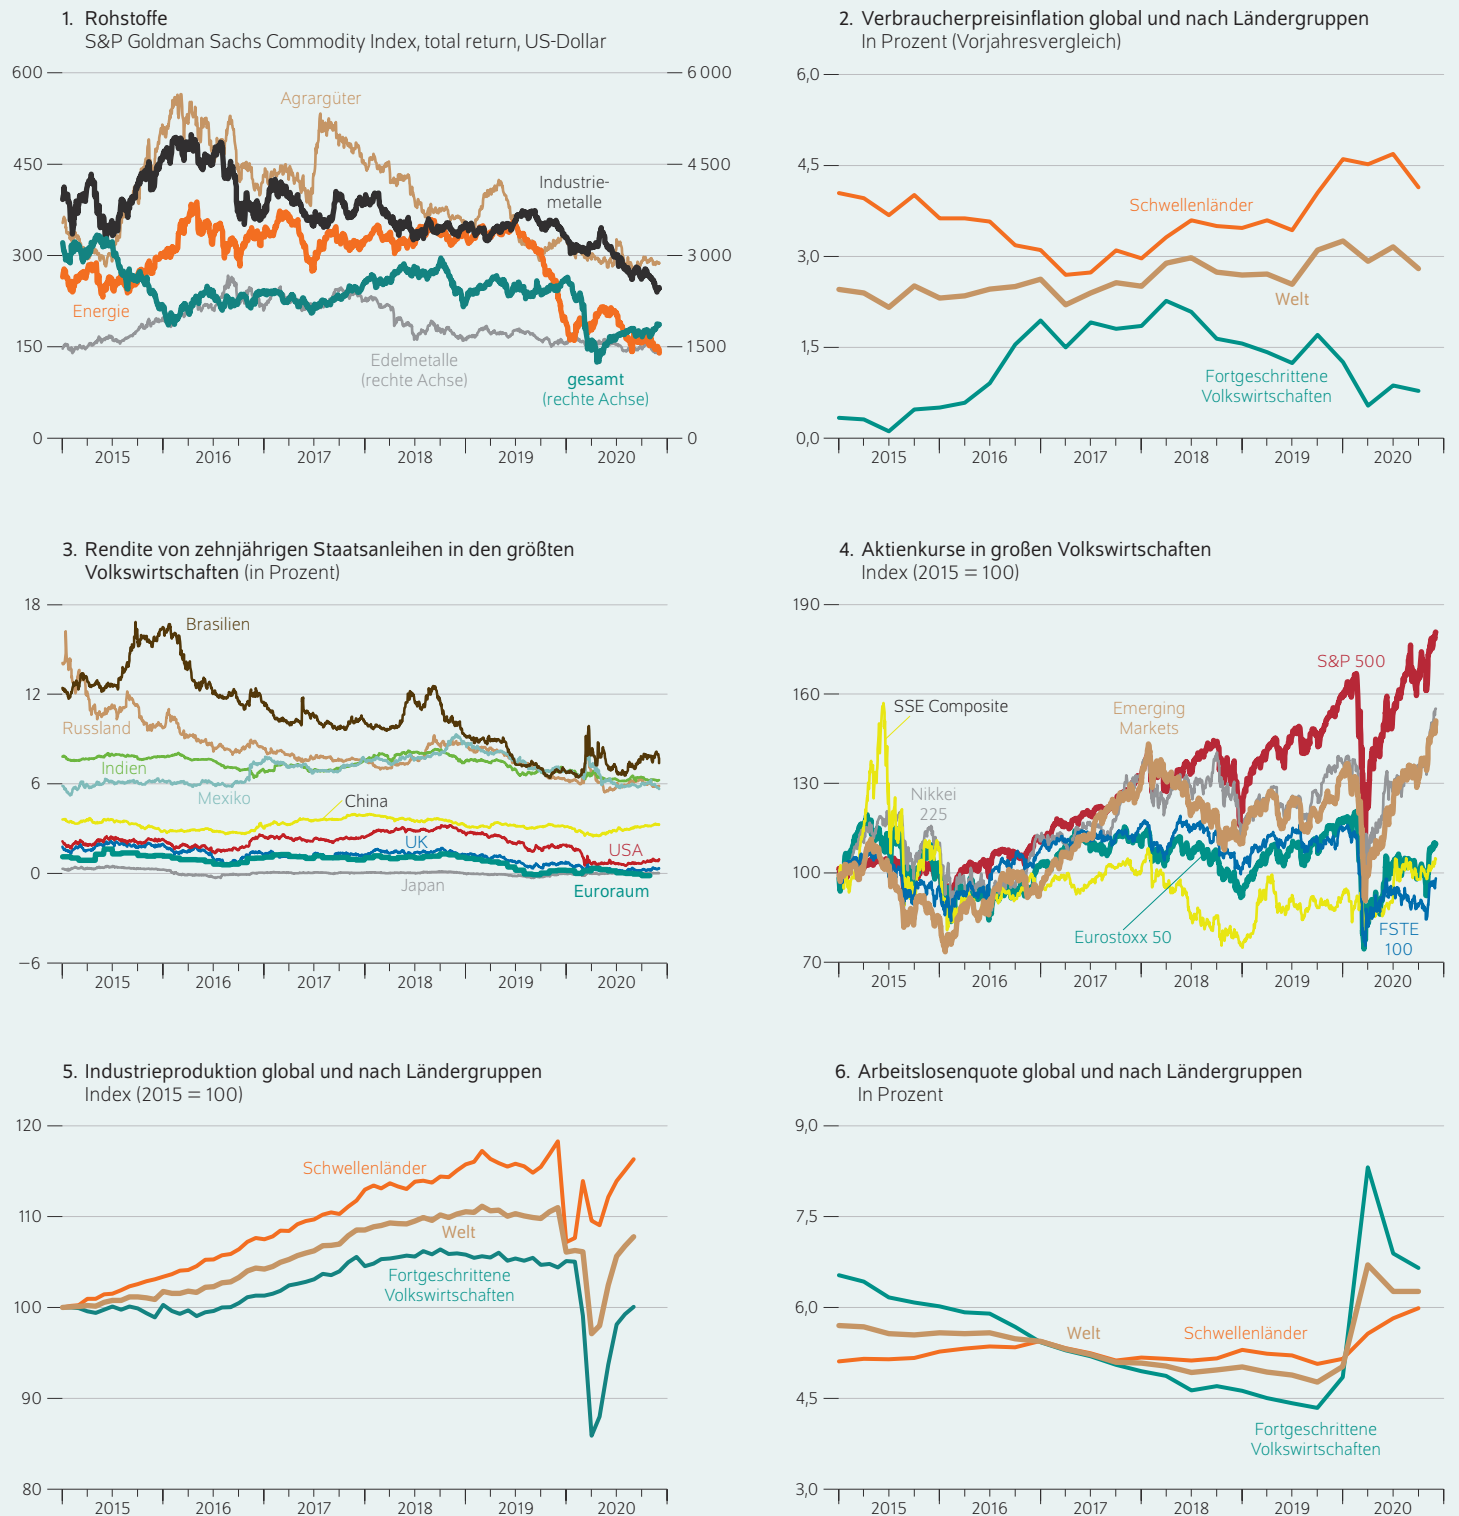 1. Rohstoffe
S&P Goldman Sachs Commodity Index, total return, US-Dollar
600
6 000
Agrargüter
450
4 500
Industrie-
metalle
300
3 000
Energie
150
1 500
Edelmetalle
(rechte Achse)
gesamt
(rechte Achse)
0
0
2015 2016 2017 2018 2019 2020
2. Verbraucherpreisinflation global und nach Ländergruppen
In Prozent (Vorjahresvergleich)
6,0
4,5
Schwellenländer
3,0
Welt
1,5
Fortgeschrittene
Volkswirtschaften
0,0
2015 2016 2017 2018 2019 2020
3. Rendite von zehnjährigen Staatsanleihen in den größten
Volkswirtschaften (in Prozent)
18
Brasilien
12
Russland
Indien
6
Mexiko
China
UK
USA
0
Japan
Euroraum
−6
2015 2016 2017 2018 2019 2020
4. Aktienkurse in großen Volkswirtschaften
Index (2015 = 100)
190
S&P 500
160
SSE Composite
Emerging
Markets
130
Nikkei
225
100
Eurostoxx 50
FSTE
100
70
2015 2016 2017 2018 2019 2020
5. Industrieproduktion global und nach Ländergruppen
Index (2015 = 100)
120
Schwellenländer
110
Welt
Fortgeschrittene
Volkswirtschaften
100
90
80
2015 2016 2017 2018 2019 2020
6. Arbeitslosenquote global und nach Ländergruppen
In Prozent
9,0
7,5
6,0
Welt
Schwellenländer
4,5
Fortgeschrittene
Volkswirtschaften
3,0
2015 2016 2017 2018 2019 2020